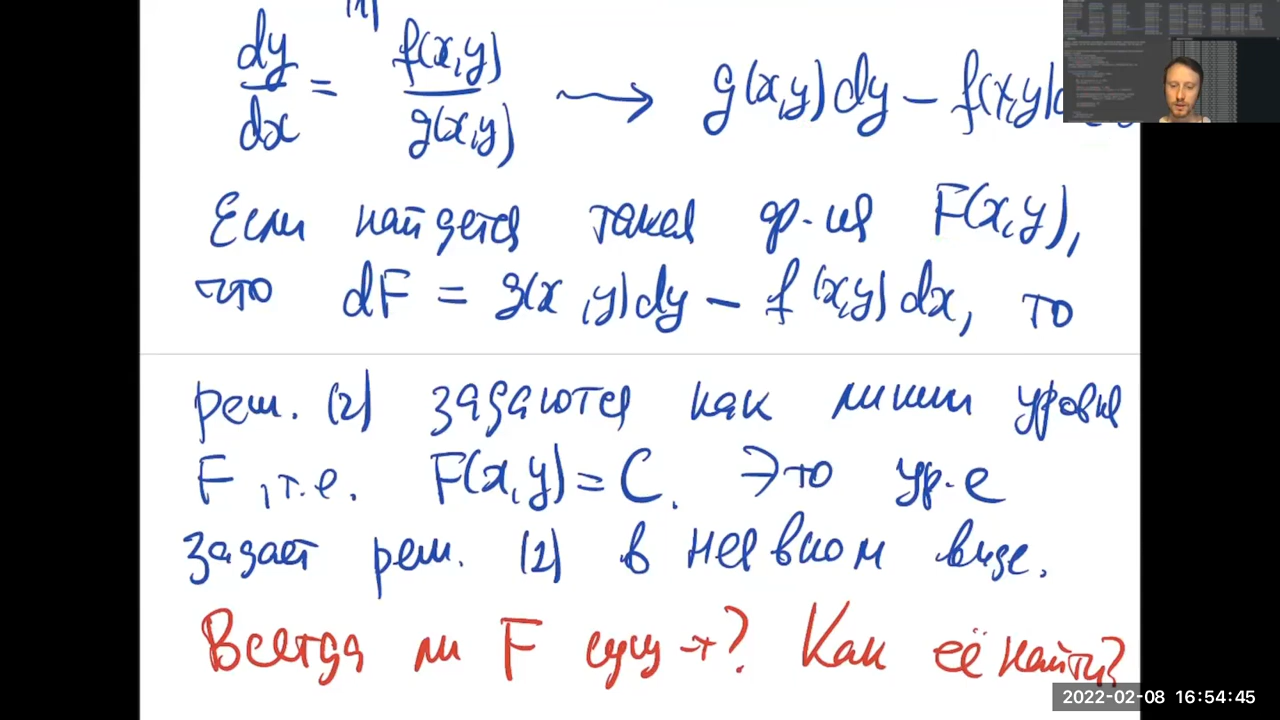 dy/dx = f(x,y)/g(x,y) ⟿ g(x,y)dy − f(x,y)
Если найдется такая ф-ия F(x,y),
что dF = g(x,y)dy − f(x,y)dx, то
реш. (2) задаются как линии уровня
F, т.е. F(x,y) = C. Это ур-е
задает реш. (2) в неявном виде.
Всегда ли F сущ-т? Как её найти?
2022-02-08 16:54:45